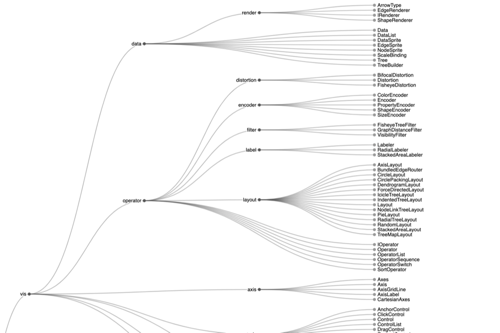 ArrowType
EdgeRenderer
IRenderer
ShapeRenderer
render
Data
DataList
DataSprite
EdgeSprite
NodeSprite
ScaleBinding
Tree
TreeBuilder
data
BifocalDistortion
Distortion
FisheyeDistortion
distortion
ColorEncoder
Encoder
PropertyEncoder
ShapeEncoder
SizeEncoder
encoder
FisheyeTreeFilter
GraphDistanceFilter
VisibilityFilter
filter
Labeler
RadialLabeler
StackedAreaLabeler
label
AxisLayout
BundledEdgeRouter
CircleLayout
CirclePackingLayout
DendrogramLayout
ForceDirectedLayout
IcicleTreeLayout
IndentedTreeLayout
Layout
NodeLinkTreeLayout
PieLayout
RadialTreeLayout
RandomLayout
StackedAreaLayout
TreeMapLayout
layout
operator
IOperator
Operator
OperatorList
OperatorSequence
OperatorSwitch
SortOperator
Axes
Axis
AxisGridLine
AxisLabel
CartesianAxes
axis
vis
AnchorControl
ClickControl
Control
ControlList
DragControl